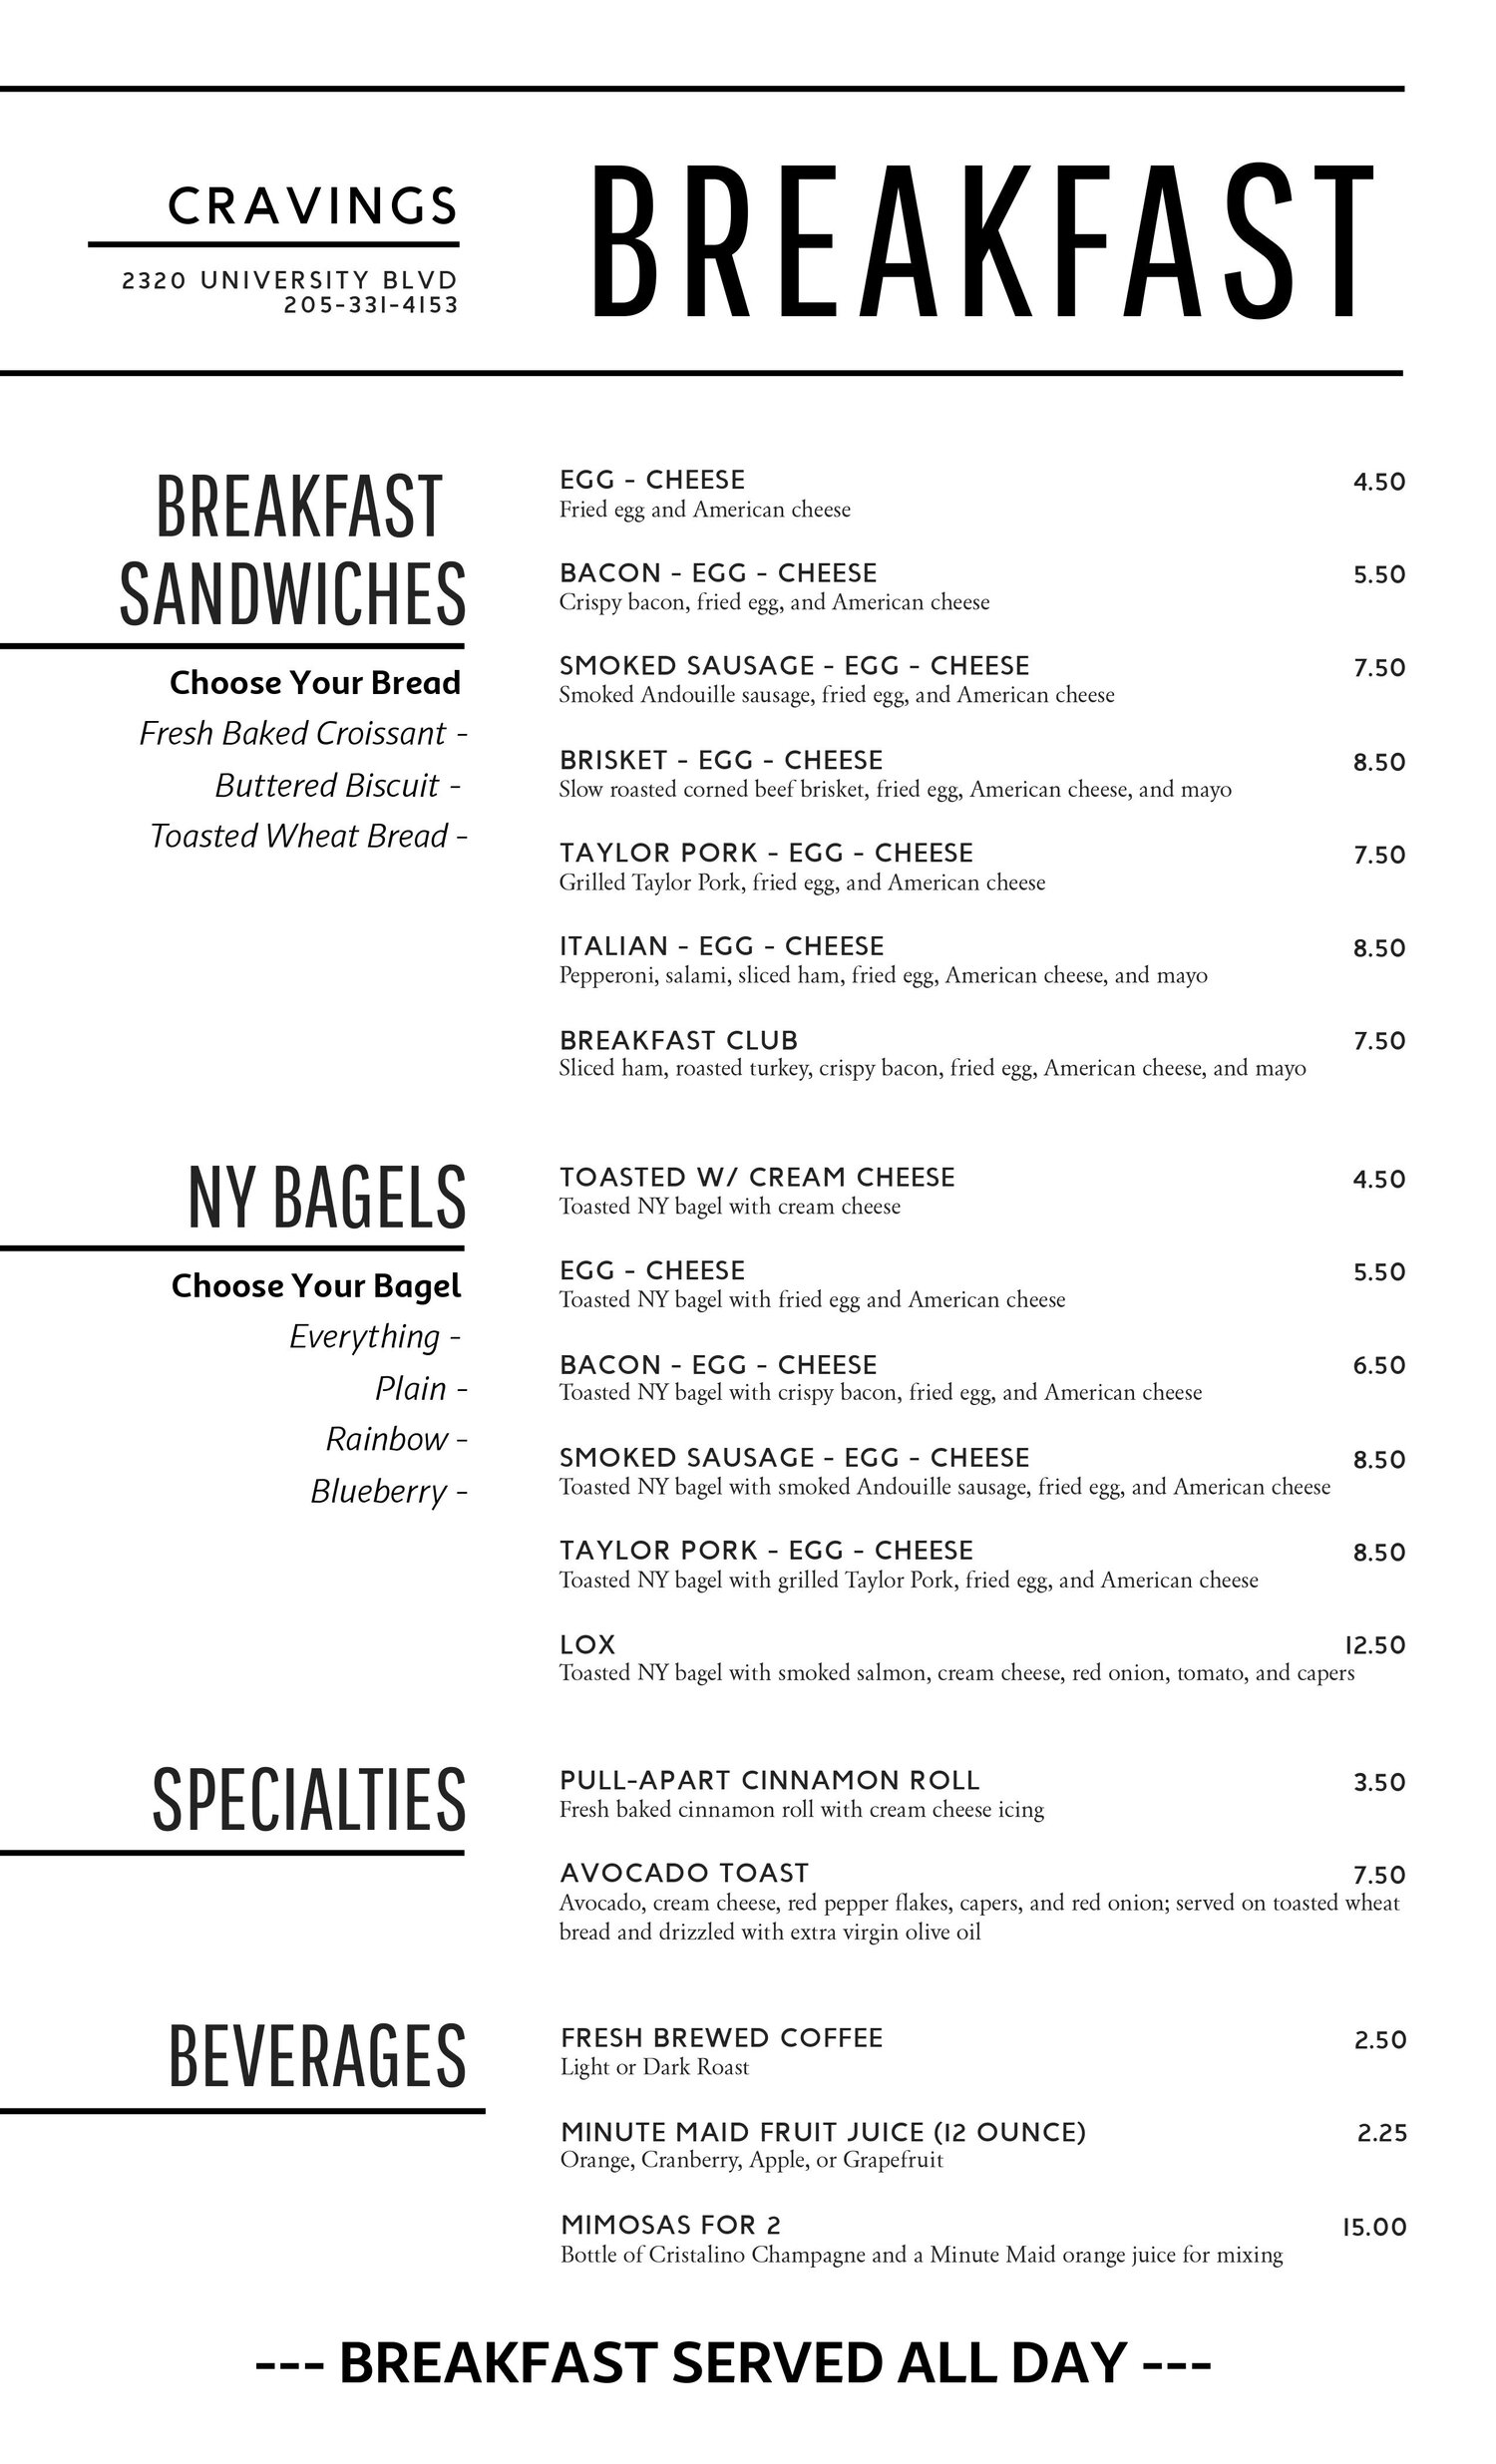 CRAVINGS
2320 UNIVERSITY BLVD
205-331-4153
BREAKFAST
BREAKFAST
SANDWICHES
Choose Your Bread
Fresh Baked Croissant -
Buttered Biscuit -
Toasted Wheat Bread -
EGG - CHEESE 4.50
Fried egg and American cheese
BACON - EGG - CHEESE 5.50
Crispy bacon, fried egg, and American cheese
SMOKED SAUSAGE - EGG - CHEESE 7.50
Smoked Andouille sausage, fried egg, and American cheese
BRISKET - EGG - CHEESE 8.50
Slow roasted corned beef brisket, fried egg, American cheese, and mayo
TAYLOR PORK - EGG - CHEESE 7.50
Grilled Taylor Pork, fried egg, and American cheese
ITALIAN - EGG - CHEESE 8.50
Pepperoni, salami, sliced ham, fried egg, American cheese, and mayo
BREAKFAST CLUB 7.50
Sliced ham, roasted turkey, crispy bacon, fried egg, American cheese, and mayo
NY BAGELS
Choose Your Bagel
Everything -
Plain -
Rainbow -
Blueberry -
TOASTED W/ CREAM CHEESE 4.50
Toasted NY bagel with cream cheese
EGG - CHEESE 5.50
Toasted NY bagel with fried egg and American cheese
BACON - EGG - CHEESE 6.50
Toasted NY bagel with crispy bacon, fried egg, and American cheese
SMOKED SAUSAGE - EGG - CHEESE 8.50
Toasted NY bagel with smoked Andouille sausage, fried egg, and American cheese
TAYLOR PORK - EGG - CHEESE 8.50
Toasted NY bagel with grilled Taylor Pork, fried egg, and American cheese
LOX 12.50
Toasted NY bagel with smoked salmon, cream cheese, red onion, tomato, and capers
SPECIALTIES
PULL-APART CINNAMON ROLL 3.50
Fresh baked cinnamon roll with cream cheese icing
AVOCADO TOAST 7.50
Avocado, cream cheese, red pepper flakes, capers, and red onion; served on toasted wheat
bread and drizzled with extra virgin olive oil
BEVERAGES
FRESH BREWED COFFEE 2.50
Light or Dark Roast
MINUTE MAID FRUIT JUICE (12 OUNCE) 2.25
Orange, Cranberry, Apple, or Grapefruit
MIMOSAS FOR 2 15.00
Bottle of Cristalino Champagne and a Minute Maid orange juice for mixing
--- BREAKFAST SERVED ALL DAY ---